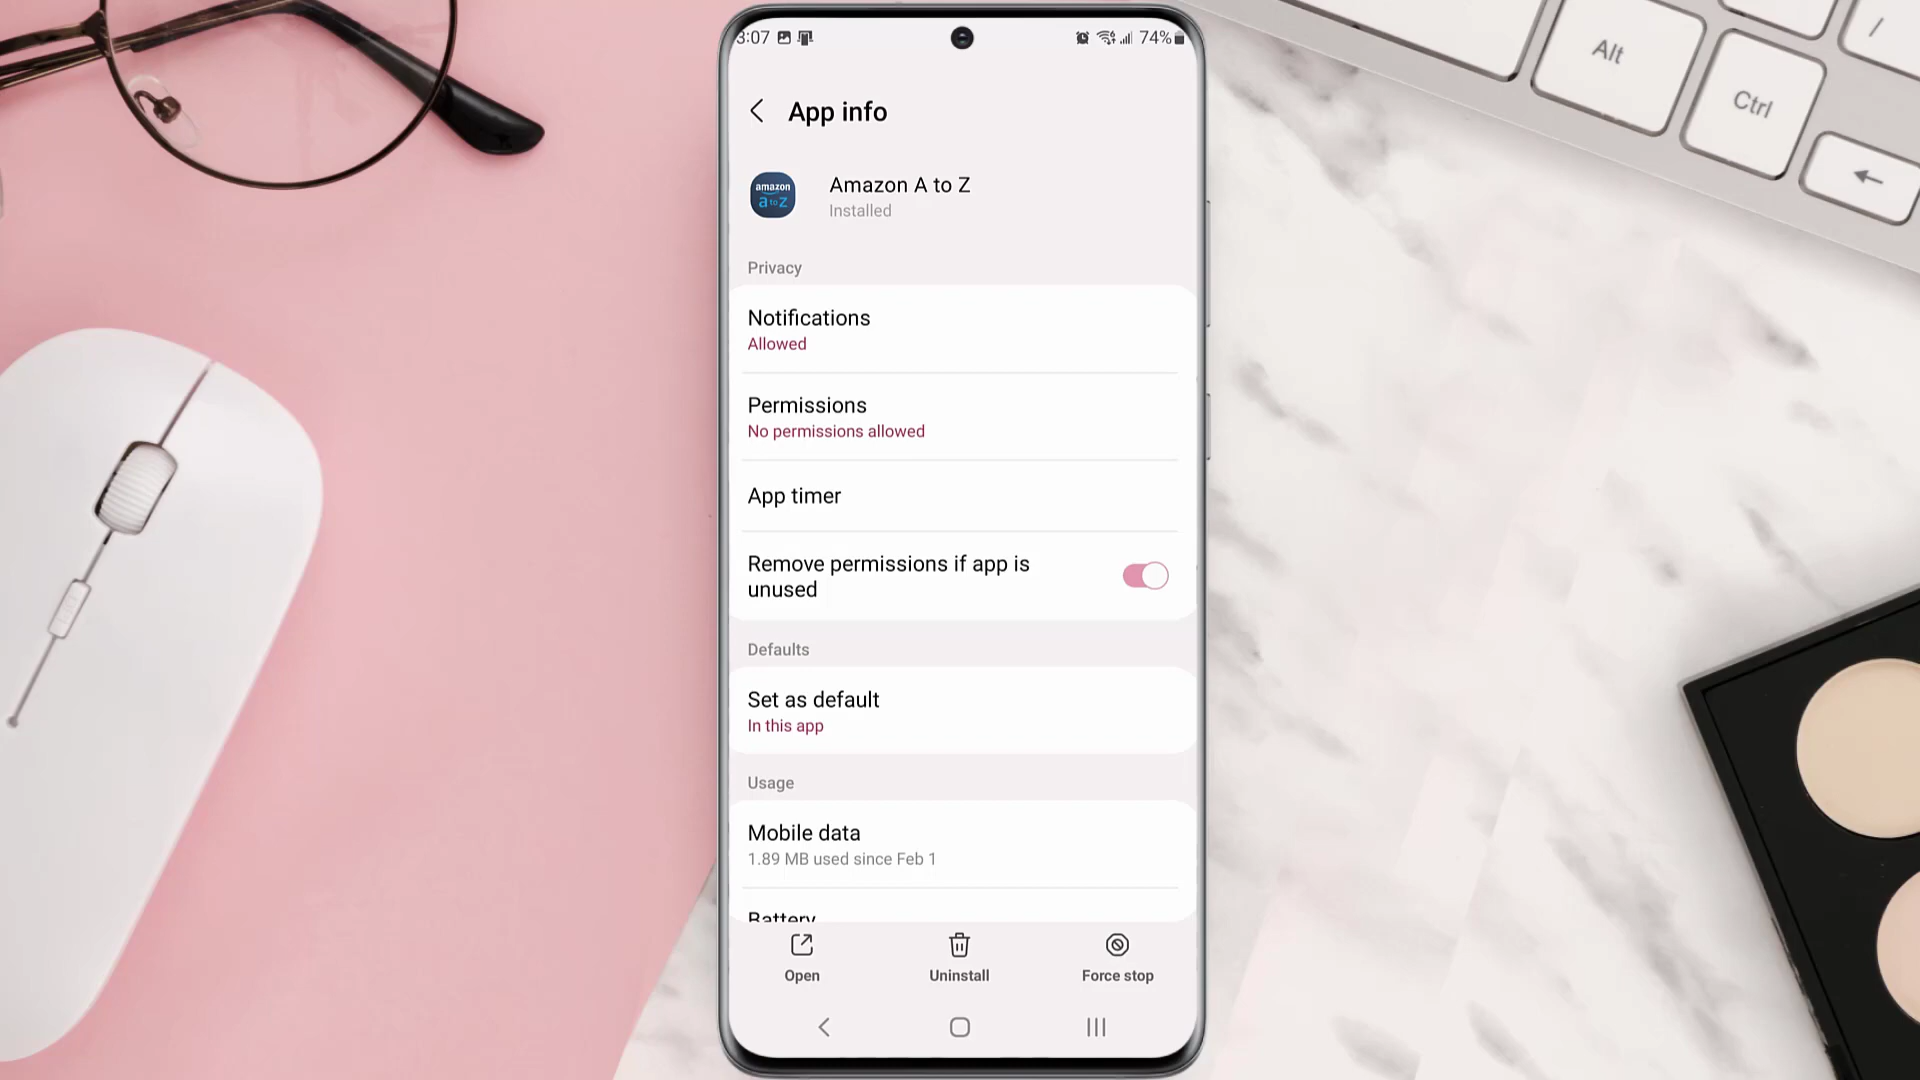 Alt
Ctrl
/
←
3:07
74%
App info
amazon
a to z
Amazon A to Z
Installed
Privacy
Notifications
Allowed
Permissions
No permissions allowed
App timer
Remove permissions if app is
unused
Defaults
Set as default
In this app
Usage
Mobile data
1.89 MB used since Feb 1
Battery
Open
Uninstall
Force stop